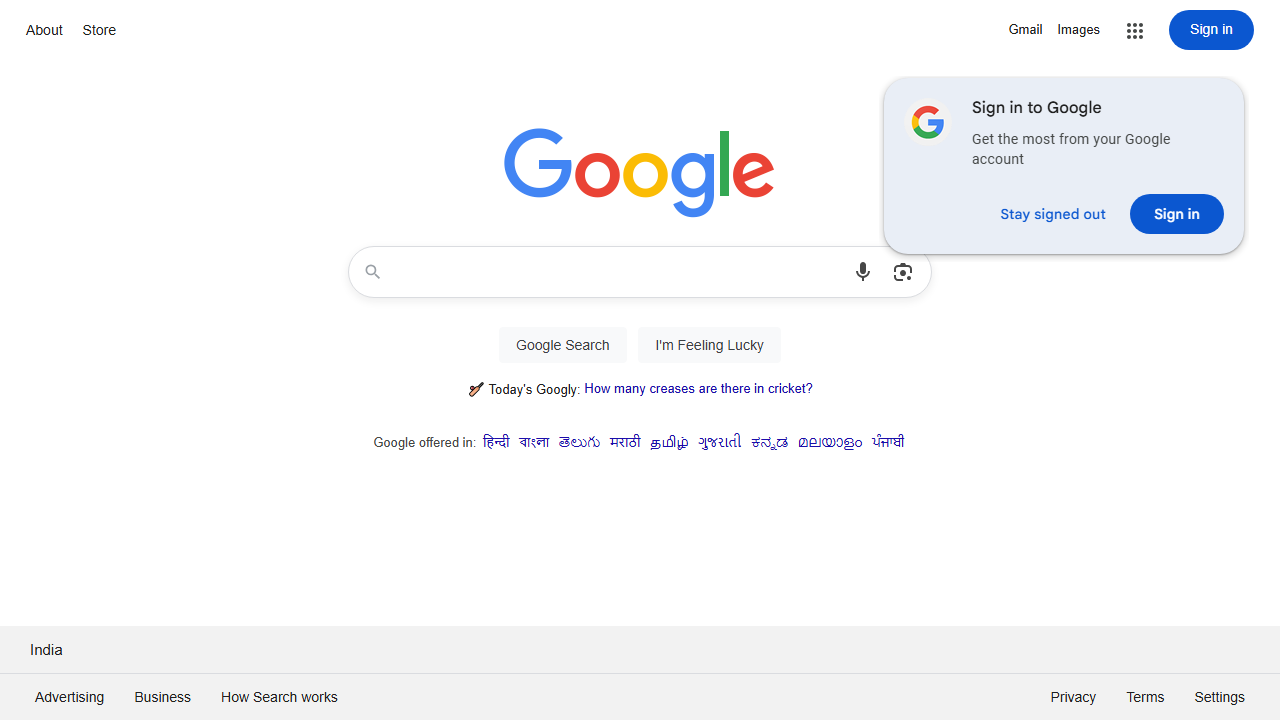 About Store
Gmail Images Sign in
Sign in to Google
Get the most from your Google
account
Stay signed out Sign in
Google
Google Search I'm Feeling Lucky
Today's Googly: How many creases are there in cricket?
Google offered in: हिन्दी বাংলা తెలుగు मराठी தமிழ் ગુજરાતી ಕನ್ನಡ മലയാളം ਪੰਜਾਬੀ
India
Advertising Business How Search works
Privacy Terms Settings